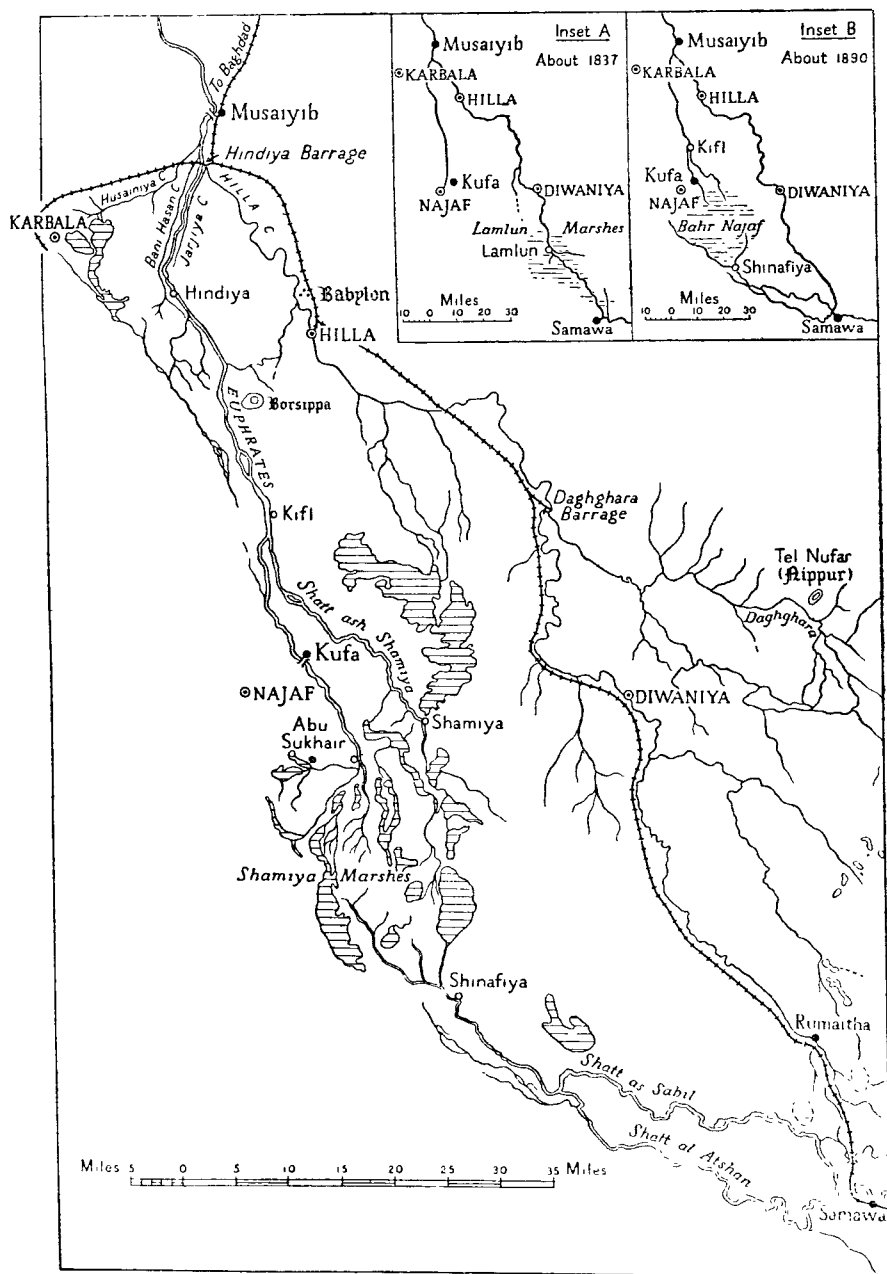 Inset A
About 1837
Musaiyib
KARBALA
HILLA
Kufa
NAJAF
DIWANIYA
Lamlun Marshes
Lamlun
Miles
10 0 10 20 30
Samawa
Inset B
About 1890
Musaiyib
KARBALA
HILLA
Kifl
Kufa
NAJAF
DIWANIYA
Bahr Najaf
Shinafiya
Miles
10 0 10 20 30
Samawa
To Baghdad
Musaiyib
Hindiya Barrage
Husainiya C
HILLA C
KARBALA
Bani Hasan C
Jarjiya C
Hindiya
Babylon
HILLA
EUPHRATES
Borsippa
Kifl
Daghghara
Barrage
Tel Nufar
(Nippur)
Daghghara
Shatt ash Shamiya
Kufa
NAJAF
DIWANIYA
Abu
Sukhair
Shamiya
Shamiya Marshes
Shinafiya
Rumaitha
Shatt as Sabil
Shatt al Atshan
Miles 5 0 5 10 15 20 25 30 35 Miles
Samawa